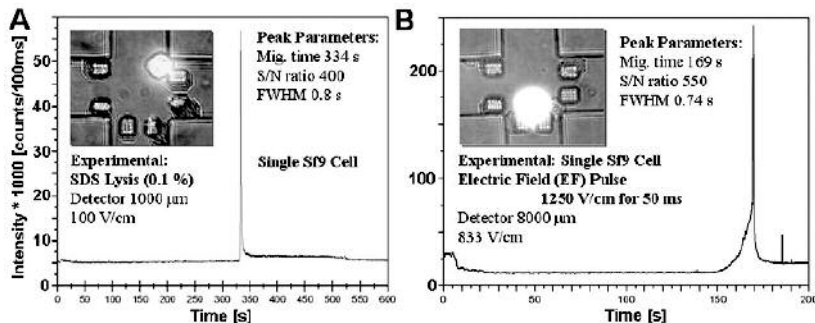 A
Peak Parameters:
Mig. time 334 s
S/N ratio 400
FWHM 0.8 s
Experimental:
SDS Lysis (0.1 %)
Detector 1000 μm
100 V/cm
Single Sf9 Cell
Intensity * 1000 [counts/100ms]
60
50
40
30
20
10
0
0 100 200 300 400 500 600
Time [s]
B
Peak Parameters:
Mig. time 169 s
S/N ratio 550
FWHM 0.74 s
Experimental: Single Sf9 Cell
Electric Field (EF) Pulse
1250 V/cm for 50 ms
Detector 8000 μm
833 V/cm
200
150
100
50
0
0 50 100 150 200
Time [s]